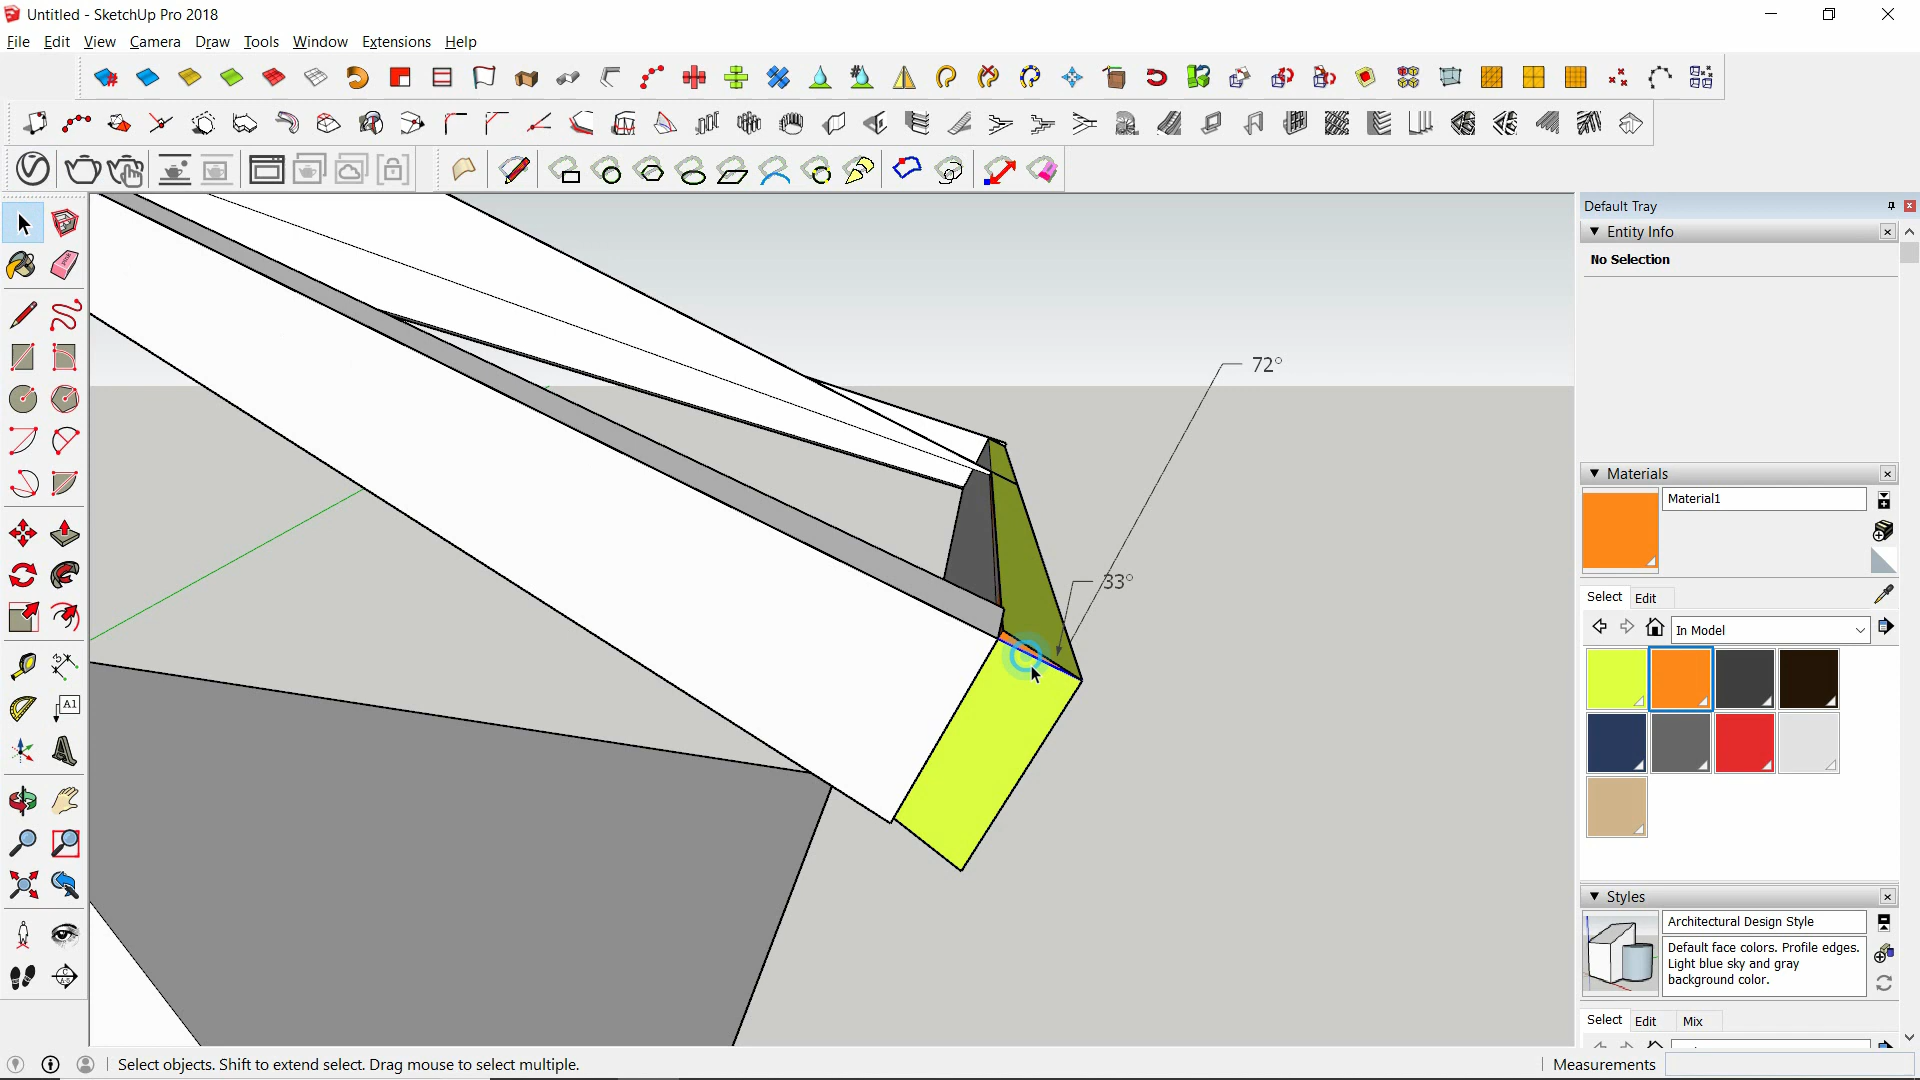 Untitled - SketchUp Pro 2018
File Edit View Camera Draw Tools Window Extensions Help
Default Tray
Entity Info
No Selection
72°
33°
Materials
Material1
Select Edit
In Model
Styles
Architectural Design Style
Default face colors. Profile edges.
Light blue sky and gray
background color.
Select Edit Mix
A1
Select objects. Shift to extend select. Drag mouse to select multiple.
Measurements